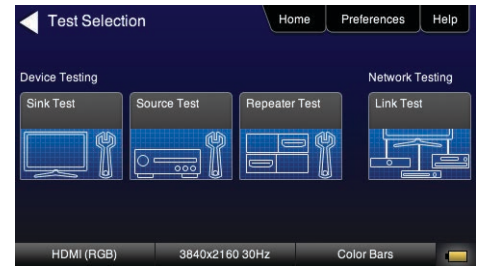 Test Selection
Home
Preferences
Help
Device Testing
Network Testing
Sink Test
Source Test
Repeater Test
Link Test
HDMI (RGB)
3840x2160 30Hz
Color Bars